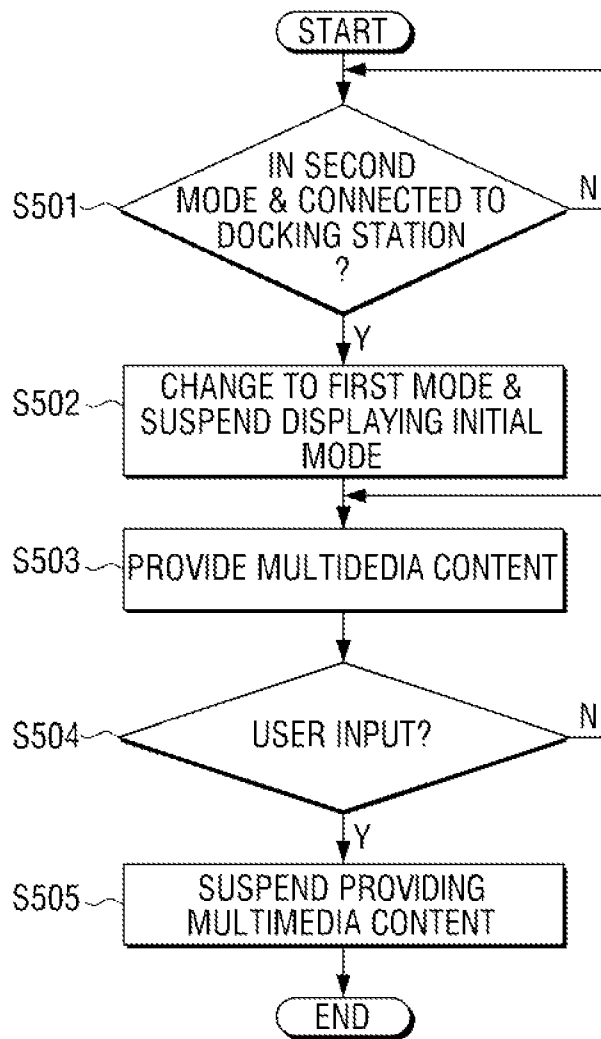 START
IN SECOND
MODE & CONNECTED TO
DOCKING STATION
?
S501
N
Y
S502
CHANGE TO FIRST MODE &
SUSPEND DISPLAYING INITIAL
MODE
S503
PROVIDE MULTIDEDIA CONTENT
S504
USER INPUT?
N
Y
S505
SUSPEND PROVIDING
MULTIMEDIA CONTENT
END